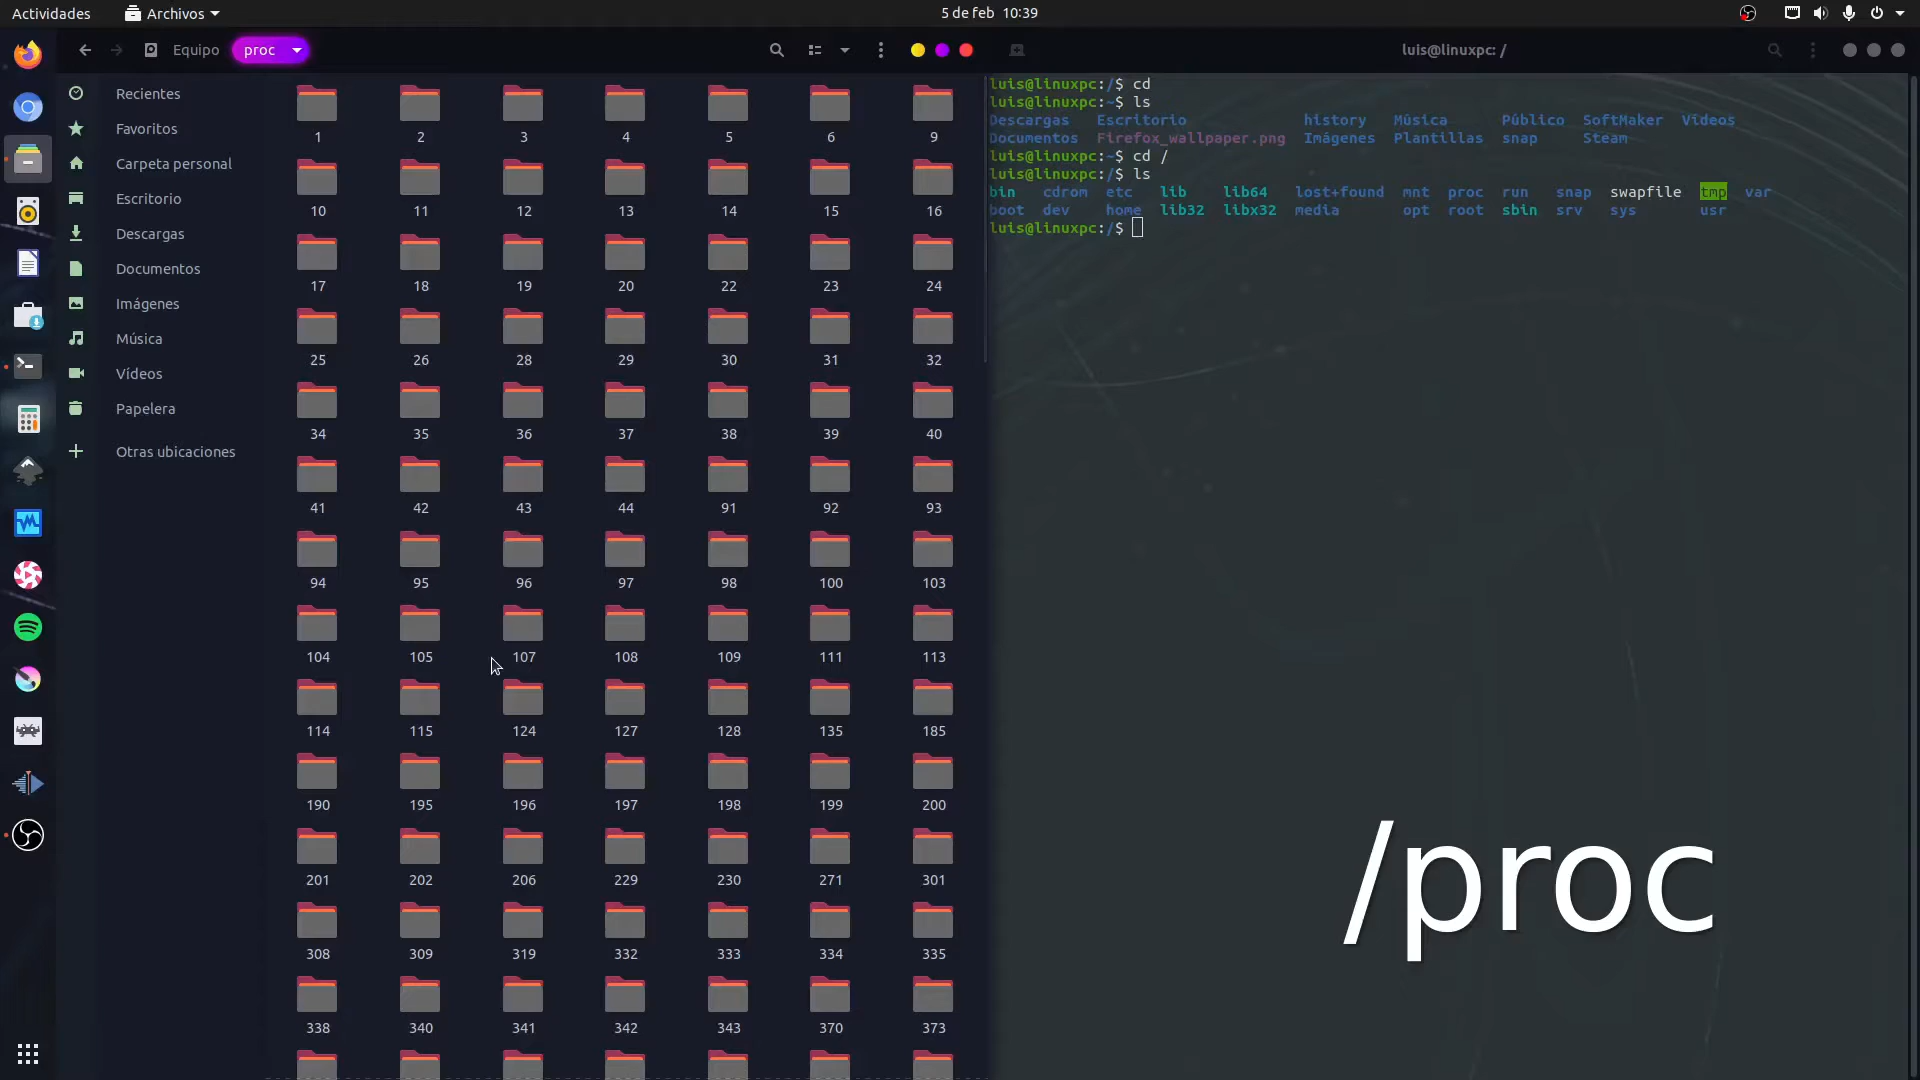 Actividades Archivos 5 de feb 10:39
Equipo proc luis@linuxpc: /
Recientes
Favoritos
Carpeta personal
Escritorio
Descargas
Documentos
Imágenes
Música
Vídeos
Papelera
Otras ubicaciones
1 2 3 4 5 6 9
10 11 12 13 14 15 16
17 18 19 20 22 23 24
25 26 28 29 30 31 32
34 35 36 37 38 39 40
41 42 43 44 91 92 93
94 95 96 97 98 100 103
104 105 107 108 109 111 113
114 115 124 127 128 135 185
190 195 196 197 198 199 200
201 202 206 229 230 271 301
308 309 319 332 333 334 335
338 340 341 342 343 370 373
luis@linuxpc:/$ cd
luis@linuxpc:~$ ls
Descargas Escritorio history Música Público SoftMaker Vídeos
Documentos Firefox_wallpaper.png Imágenes Plantillas snap Steam
luis@linuxpc:~$ cd /
luis@linuxpc:/$ ls
bin cdrom etc lib lib64 lost+found mnt proc run snap swapfile tmp var
boot dev home lib32 libx32 media opt root sbin srv sys usr
luis@linuxpc:/$
/proc